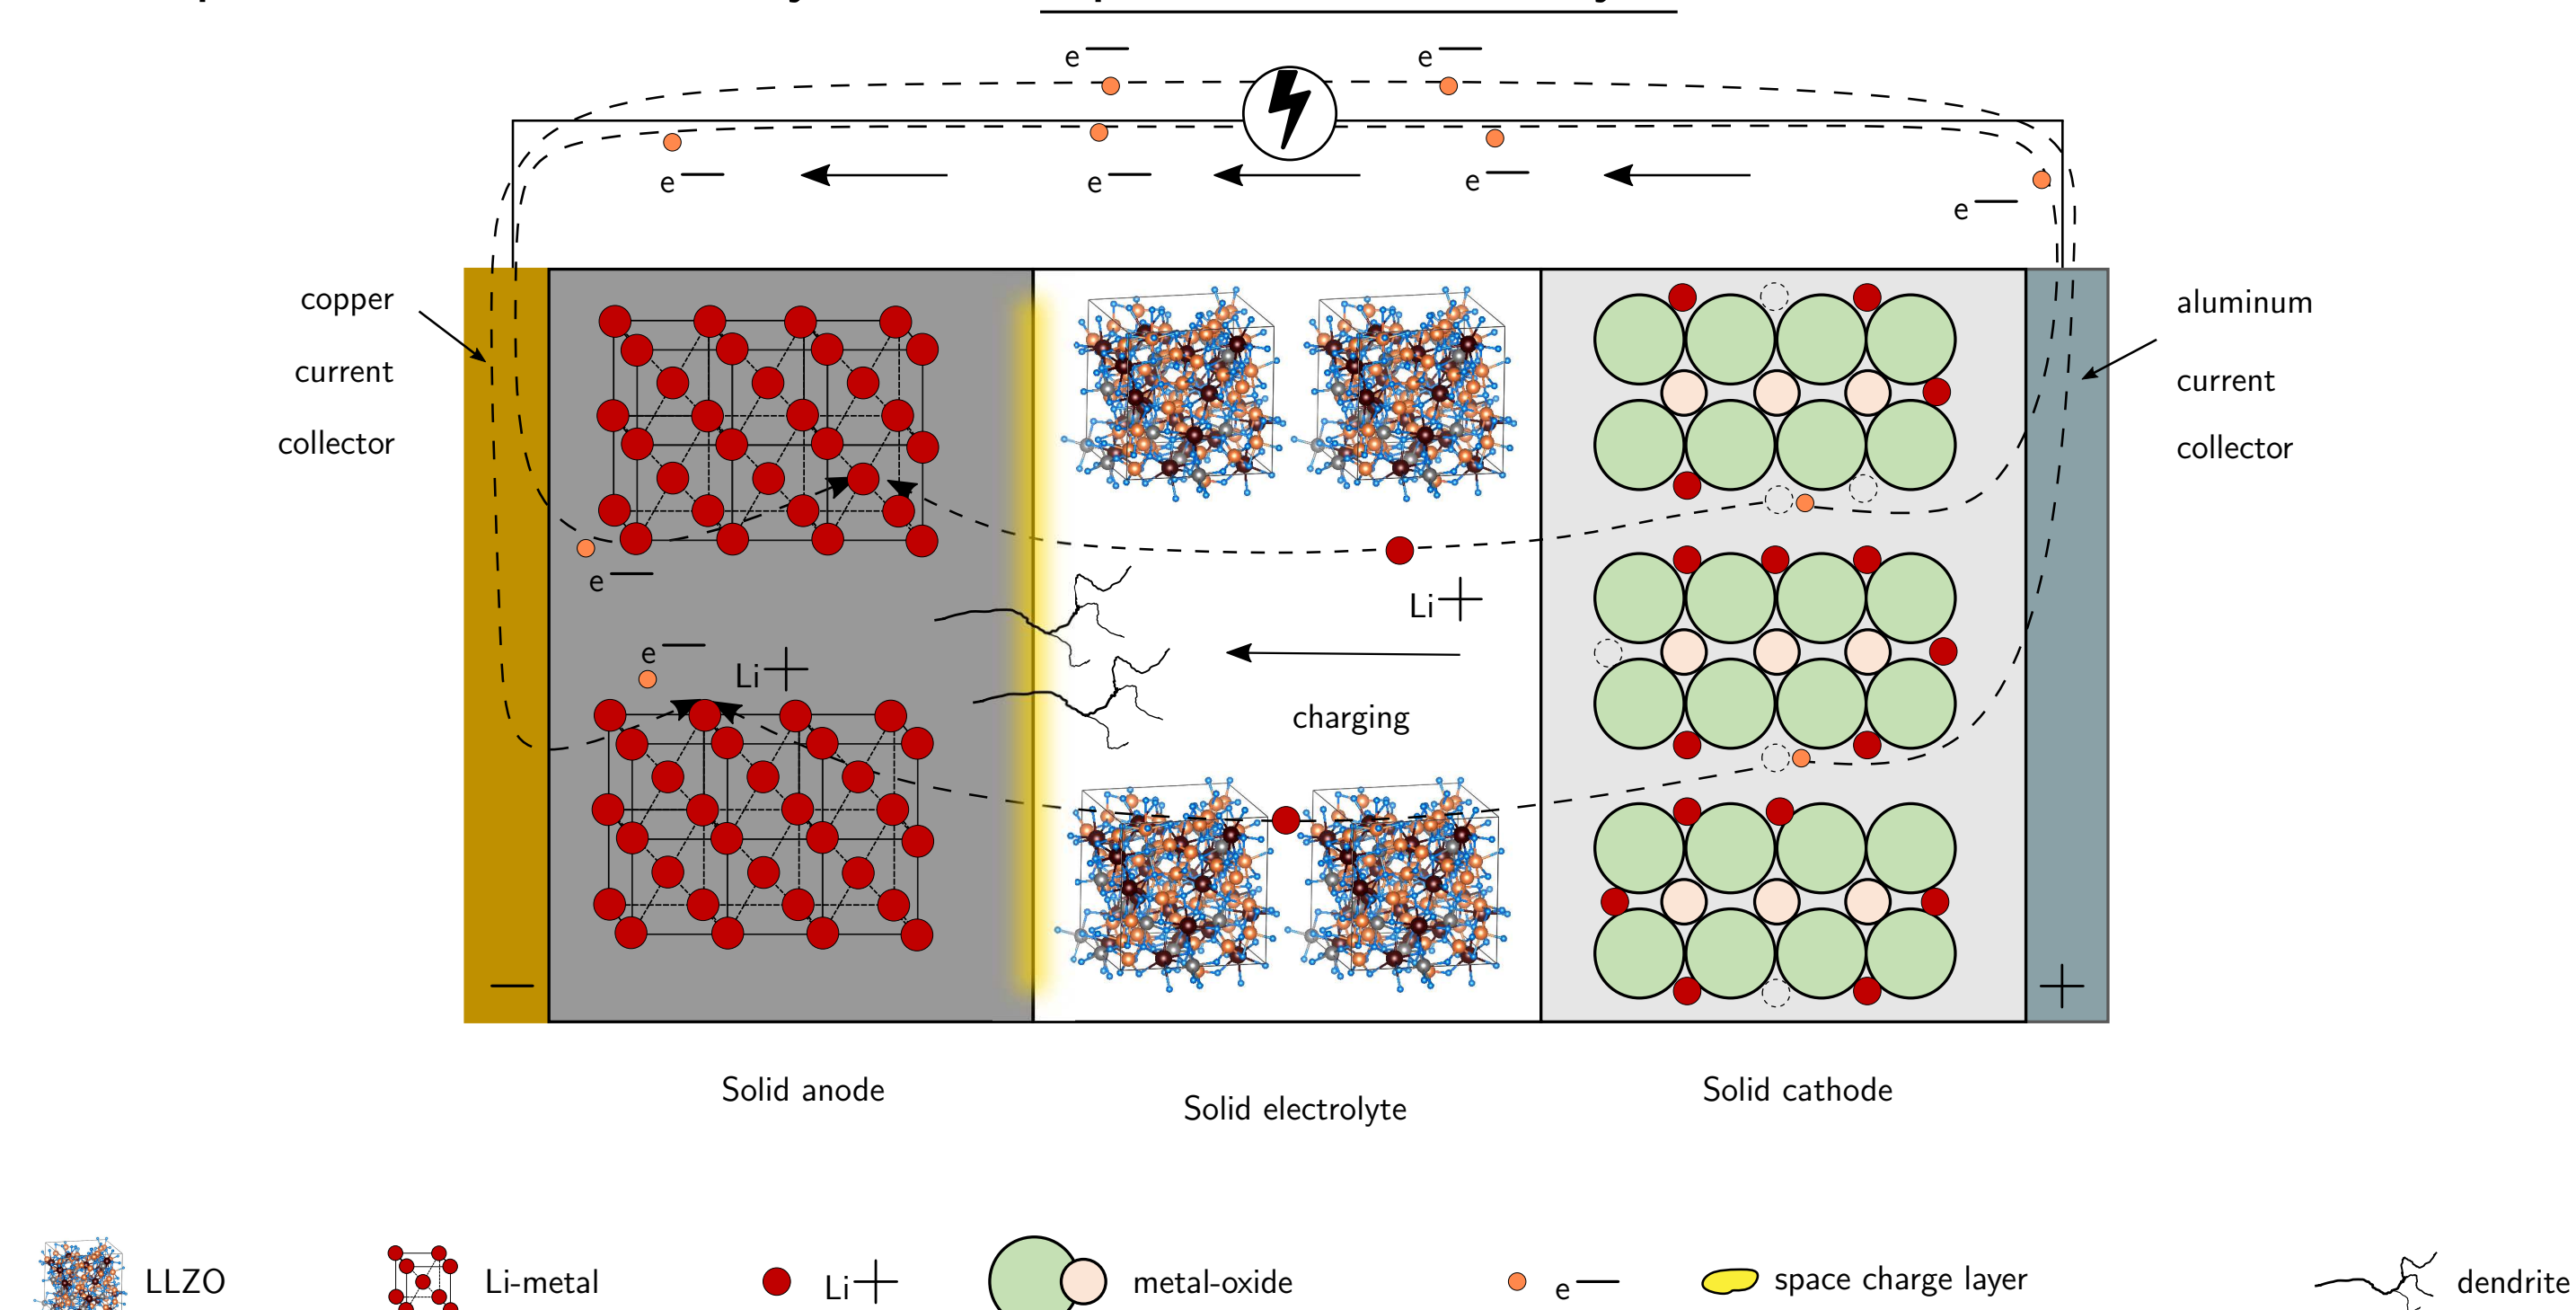 e—
e—
e—
e—
e—
e—
copper
current
collector
aluminum
current
collector
e—
Li+
e—
Li+
charging
—
+
Solid anode
Solid electrolyte
Solid cathode
LLZO
Li-metal
Li+
metal-oxide
e—
space charge layer
dendrite